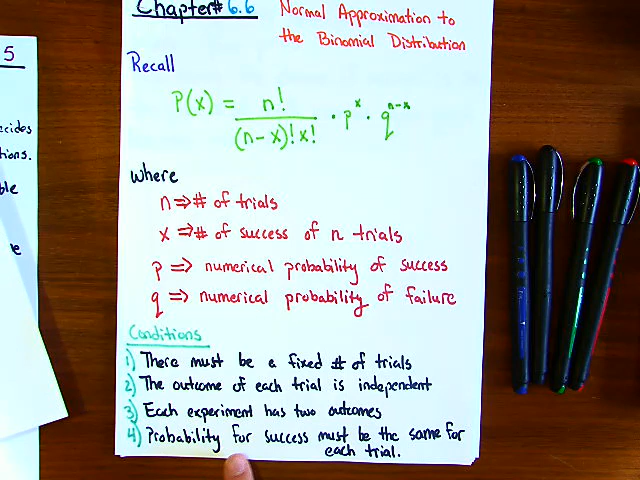 Chapter# 6.6
Normal Approximation to
the Binomial Distribution
Recall
P(x) = n! / (n-x)! x! · p^x · q^n-x
where
n ⇒ # of trials
x ⇒ # of success of n trials
p ⇒ numerical probability of success
q ⇒ numerical probability of failure
Conditions
1) There must be a fixed # of trials
2) The outcome of each trial is independent
3) Each experiment has two outcomes
4) Probability for success must be the same for
each trial.
5
tions.